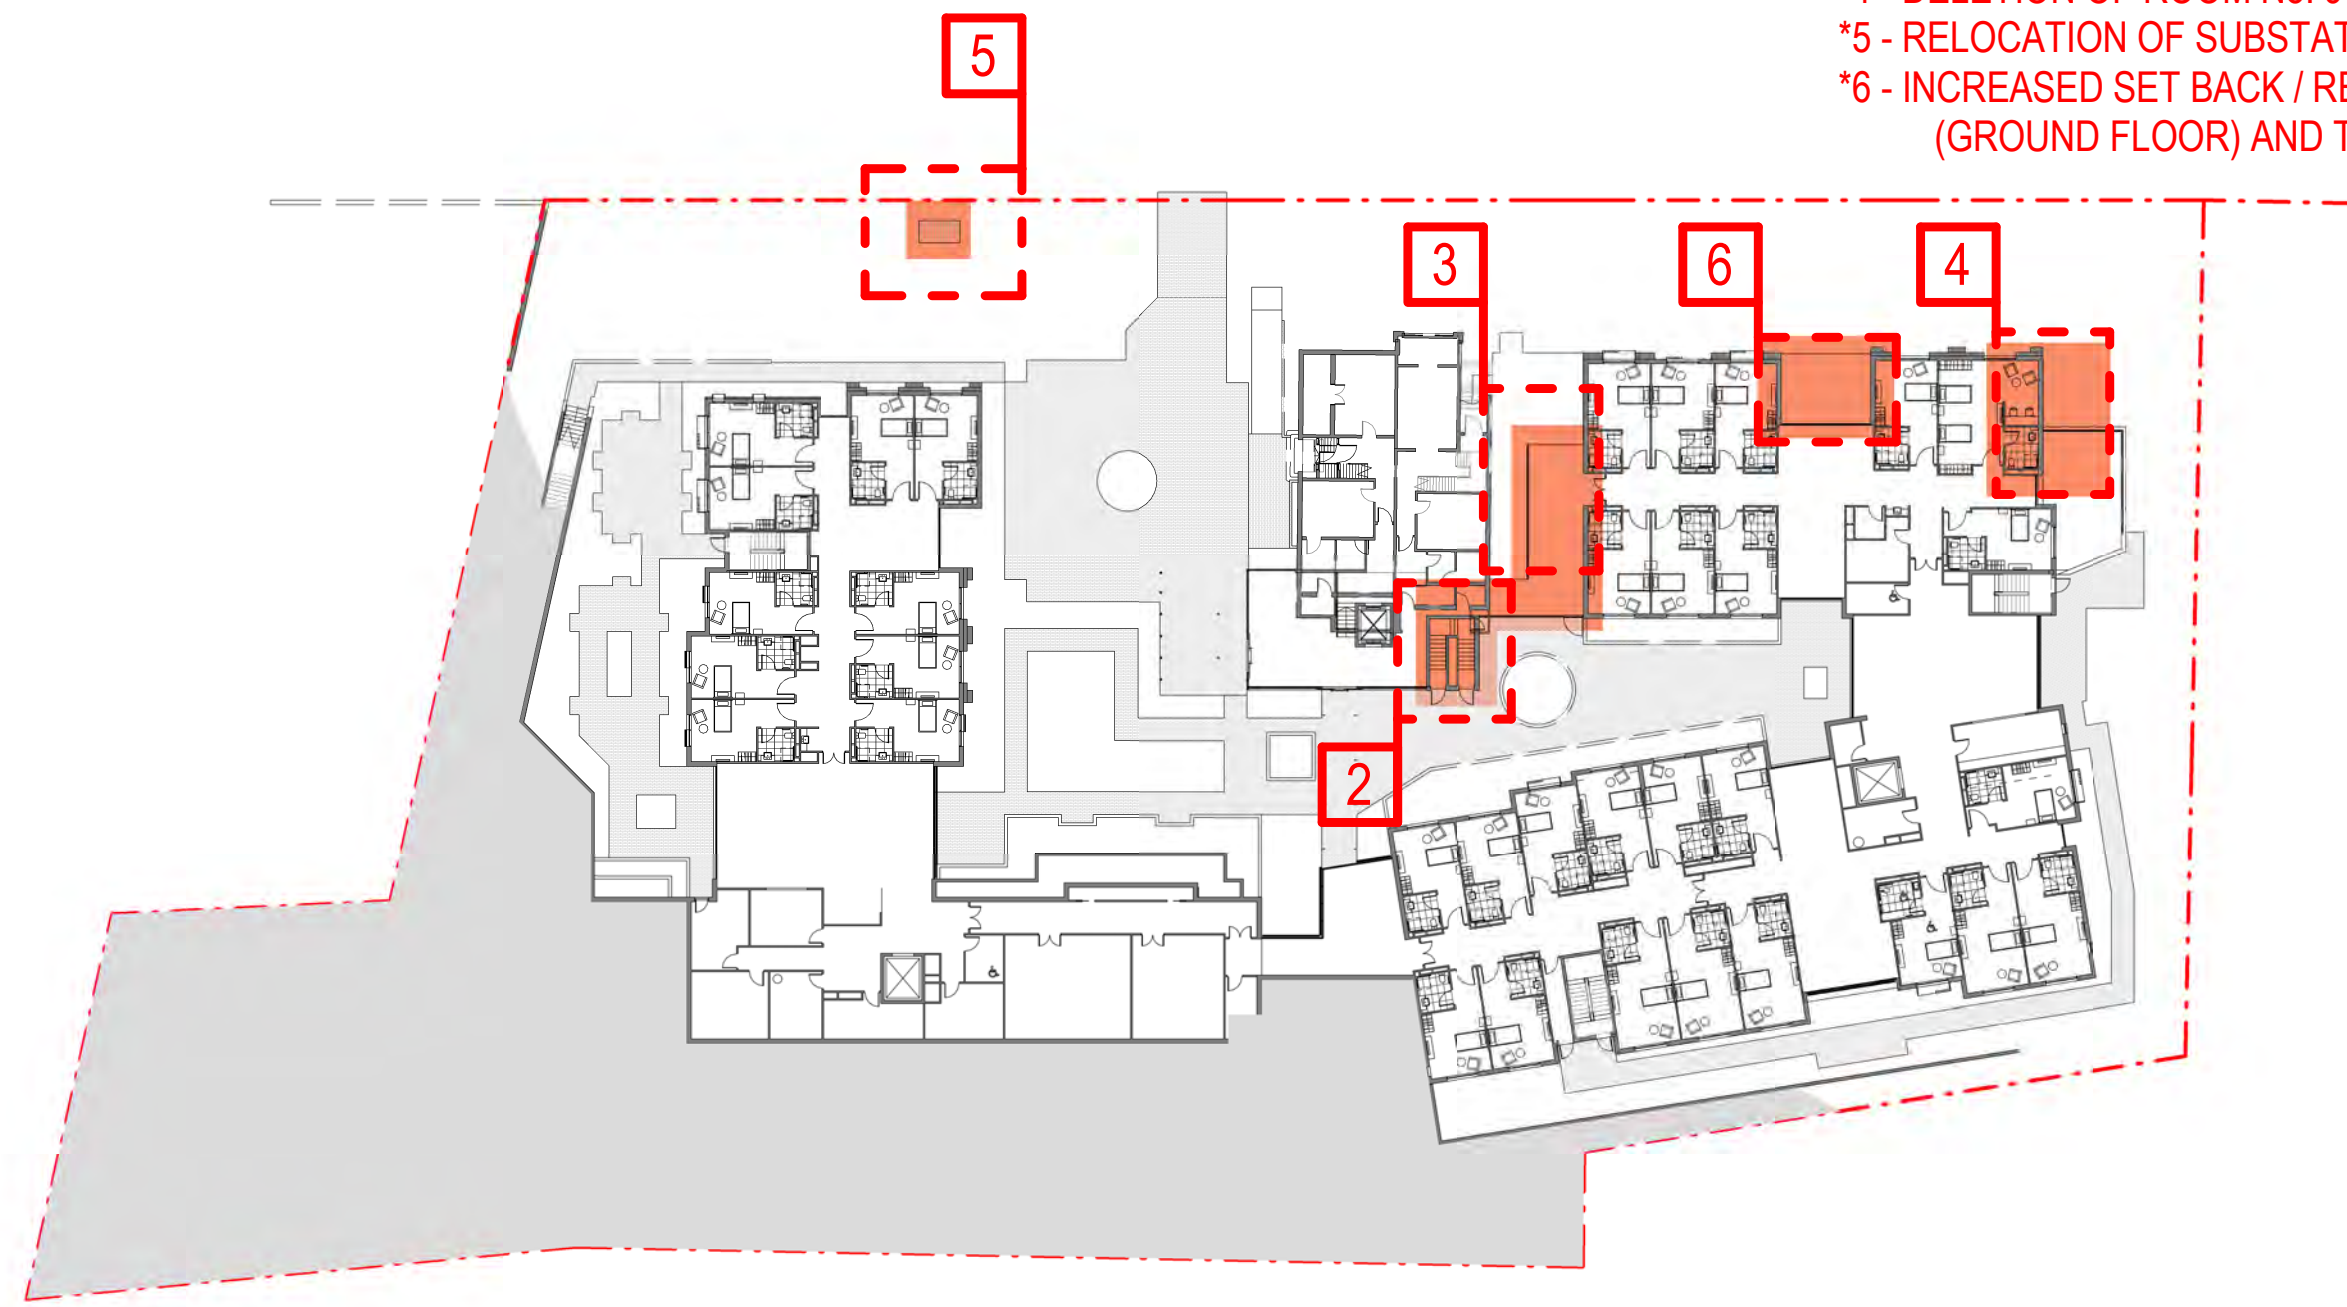 *5 - RELOCATION OF SUBSTAT
*6 - INCREASED SET BACK / RE
(GROUND FLOOR) AND T
5
3
6
4
2